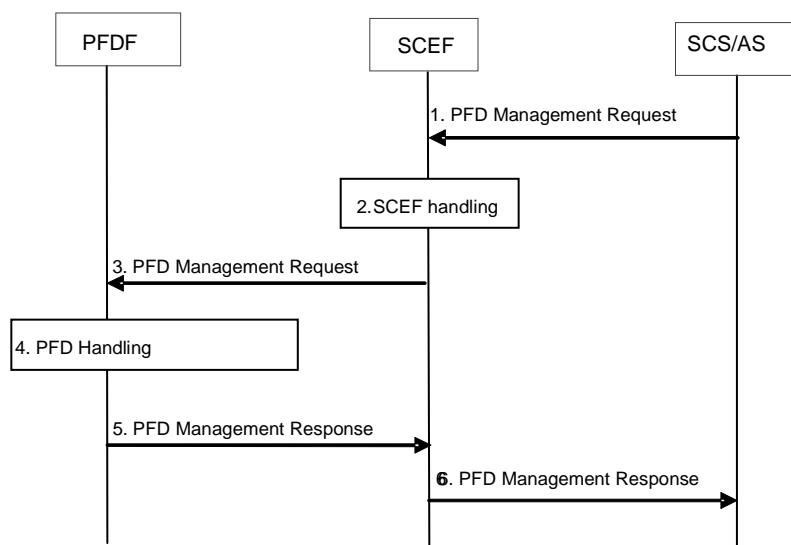 PFDF
SCEF
SCS/AS
1. PFD Management Request
2.SCEF handling
3. PFD Management Request
4. PFD Handling
5. PFD Management Response
6. PFD Management Response